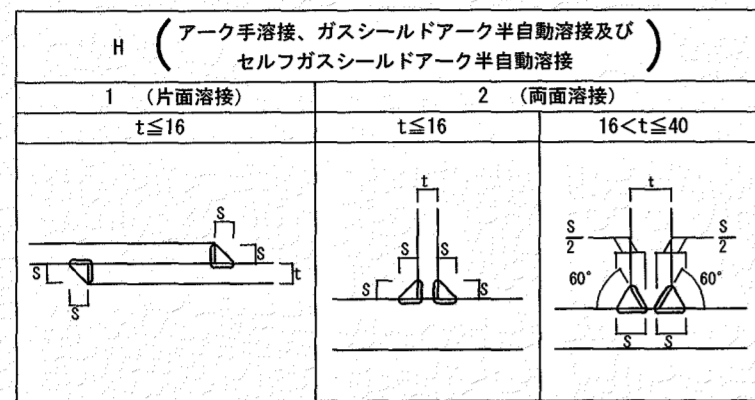 H (アーク手溶接、ガスシールドアーク半自動溶接及び
セルフガスシールドアーク半自動溶接)
1 (片面溶接)
2 (両面溶接)
t≦16
t≦16
16<t≦40
S
S
S
t
S
t
S
S
S
S
t
S/2
S/2
60°
60°
S
S